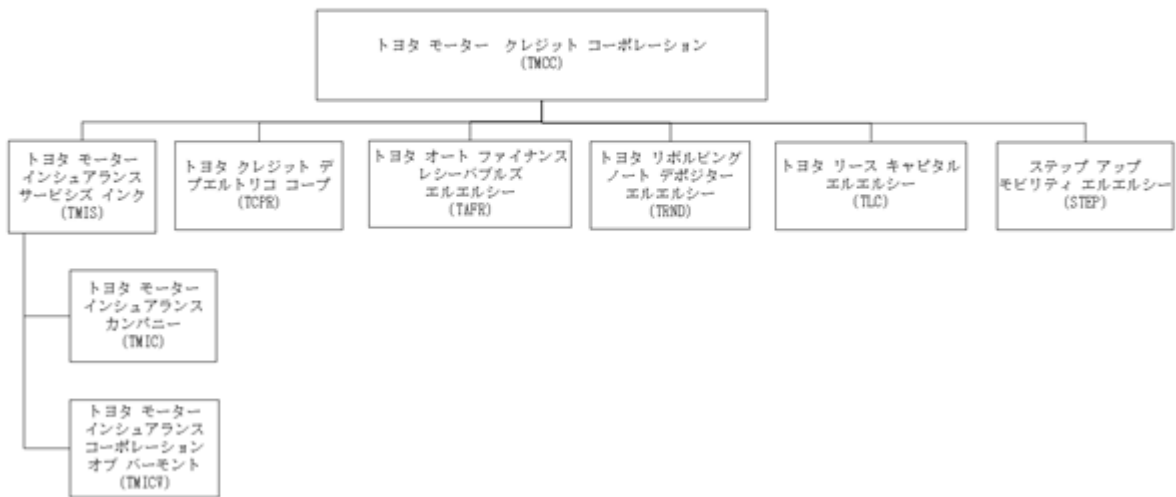 トヨタ モーター クレジット コーポレーション
(TMCC)
トヨタ モーター
インシュアランス
サービシズ インク
(TMIS)
トヨタ クレジット デ
プエルトリコ コープ
(TCPR)
トヨタ オート ファイナンス
レシーバブルズ
エルエルシー
(TAFR)
トヨタ リボルビング
ノート デポジター
エルエルシー
(TRND)
トヨタ リース キャピタル
エルエルシー
(TLC)
ステップ アップ
モビリティ エルエルシー
(STEP)
トヨタ モーター
インシュアランス
カンパニー
(TMIC)
トヨタ モーター
インシュアランス
コーポレーション
オブ バーモント
(TMICV)